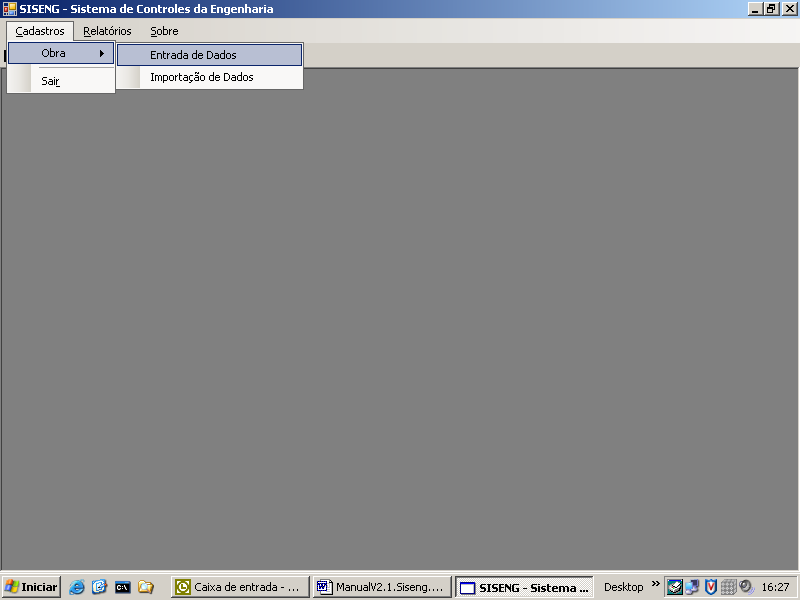 SISENG - Sistema de Controles da Engenharia
Cadastros Relatórios Sobre
Obra Entrada de Dados
Importação de Dados
Sair
Iniciar C:\ Caixa de entrada - ... ManualV2.1.Siseng.... SISENG - Sistema ... Desktop » 16:27